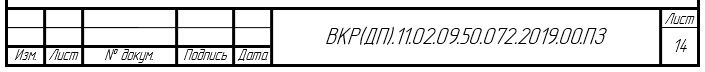 ВКР(ДП).11.02.09.50.072.2019.00.ПЗ
Лист
14
Изм. Лист № докум. Подпись Дата